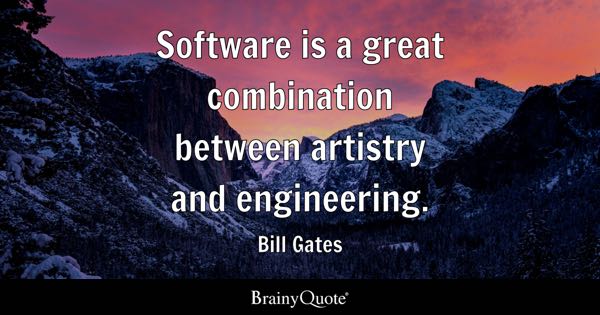 Software is a great
combination
between artistry
and engineering.
Bill Gates
BrainyQuote®